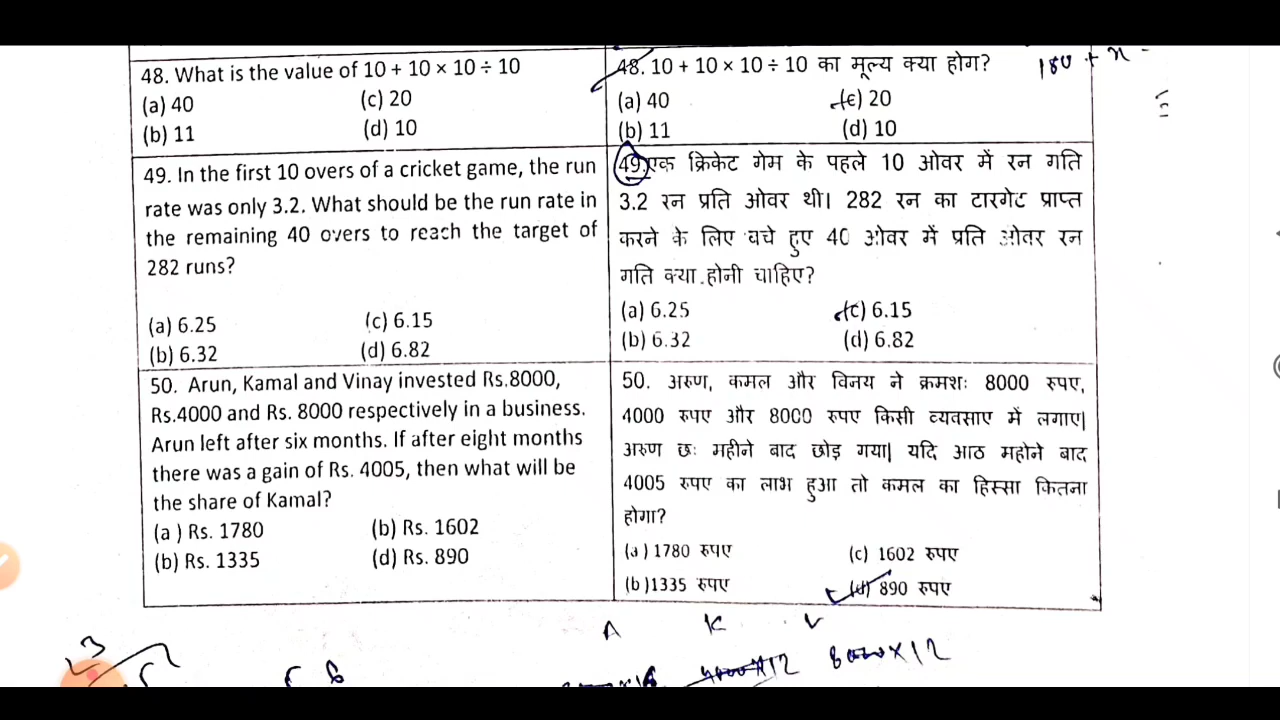 48. What is the value of 10 + 10 × 10 ÷ 10
(a) 40 (c) 20
(b) 11 (d) 10
48. 10 + 10 × 10 ÷ 10 का मूल्य क्या होग?
(a) 40 (c) 20
(b) 11 (d) 10
180 + x
49. In the first 10 overs of a cricket game, the run
rate was only 3.2. What should be the run rate in
the remaining 40 overs to reach the target of
282 runs?
(a) 6.25 (c) 6.15
(b) 6.32 (d) 6.82
49. एक क्रिकेट गेम के पहले 10 ओवर में रन गति
3.2 रन प्रति ओवर थी। 282 रन का टारगेट प्राप्त
करने के लिए बचे हुए 40 ओवर में प्रति ओवर रन
गति क्या होनी चाहिए?
(a) 6.25 (c) 6.15
(b) 6.32 (d) 6.82
50. Arun, Kamal and Vinay invested Rs.8000,
Rs.4000 and Rs. 8000 respectively in a business.
Arun left after six months. If after eight months
there was a gain of Rs. 4005, then what will be
the share of Kamal?
(a ) Rs. 1780 (b) Rs. 1602
(b) Rs. 1335 (d) Rs. 890
50. अरुण, कमल और विनय ने क्रमशः 8000 रुपए,
4000 रुपए और 8000 रुपए किसी व्यवसाए में लगाए|
अरुण छः महीने बाद छोड़ गया| यदि आठ महोने बाद
4005 रुपए का लाभ हुआ तो कमल का हिस्सा कितना
होगा?
(a ) 1780 रुपए (c) 1602 रुपए
(b )1335 रुपए (d) 890 रुपए
A K V
4000×12 8000×12